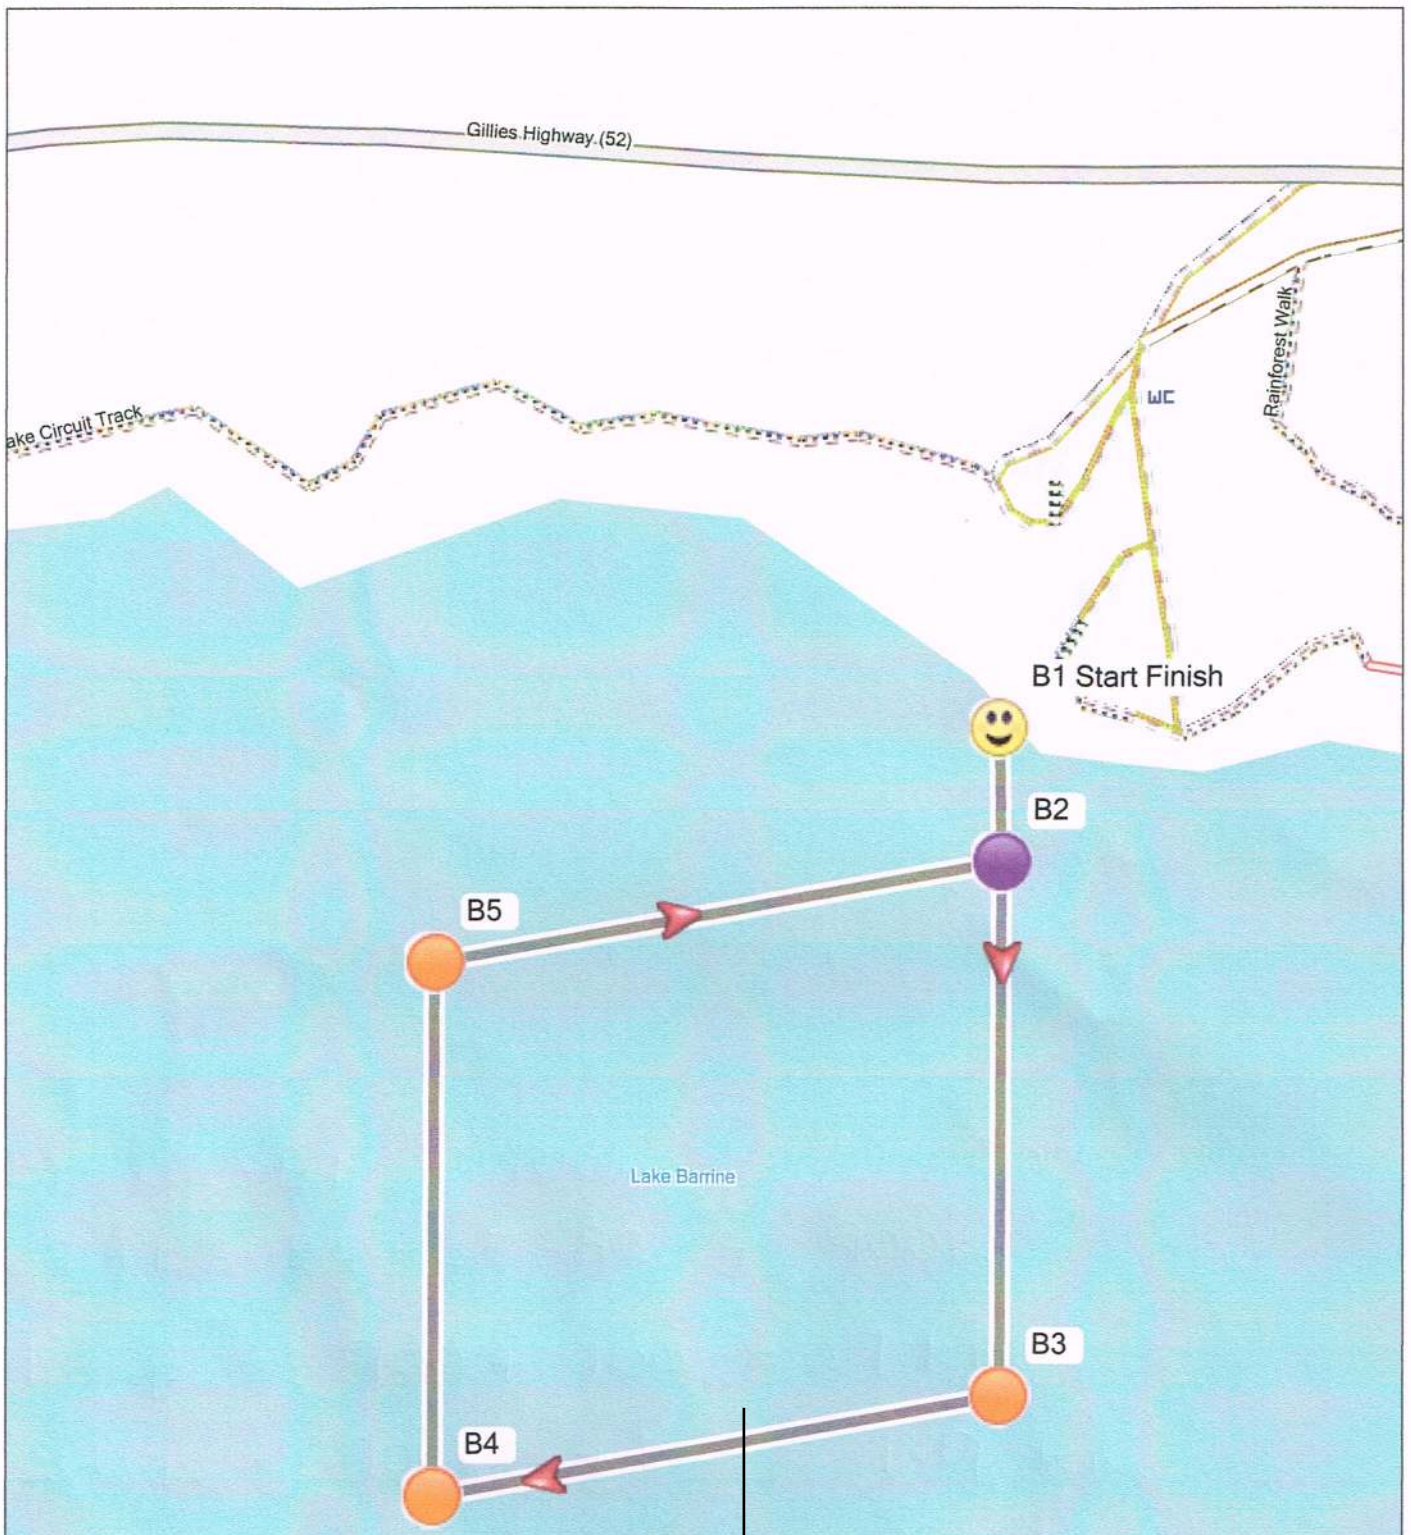 Gillies Highway (52)
Rainforest Walk
WC
ake Circuit Track
B1 Start Finish
B2
B5
Lake Barrine
B3
B4